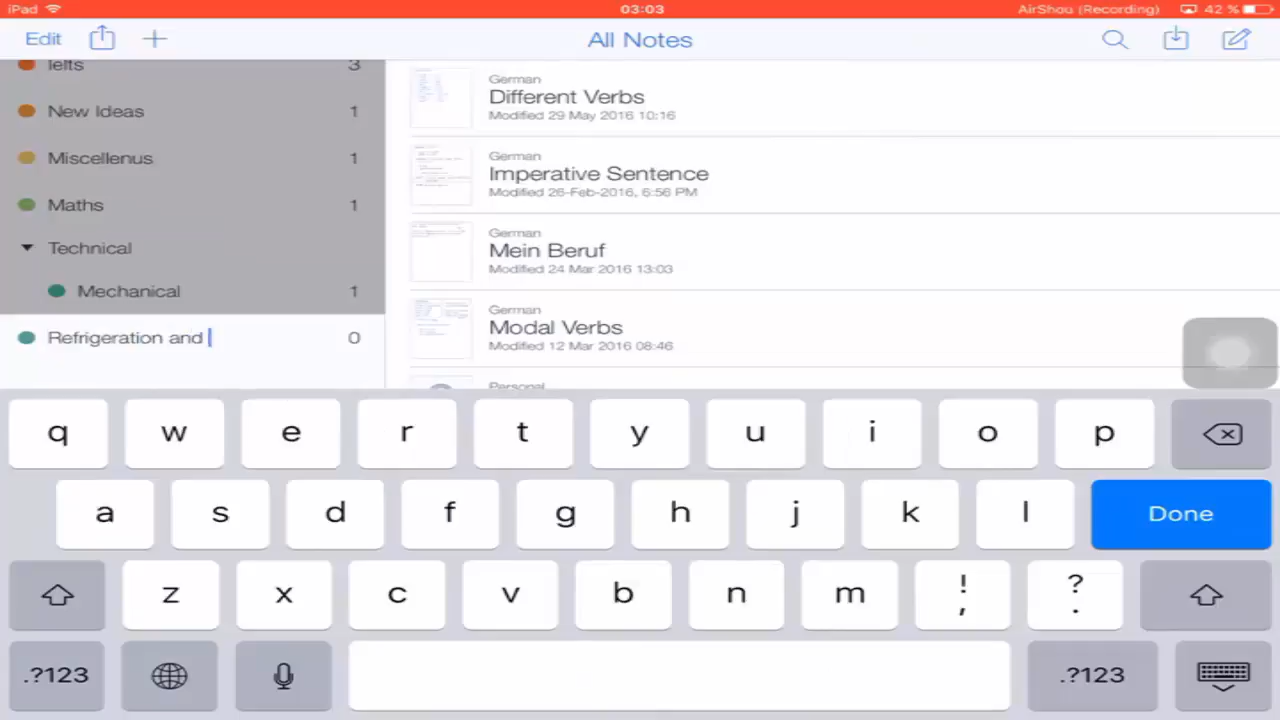 iPad 03:03 AirShou (Recording) 42 %
Edit All Notes
Ielts 3
New Ideas 1
Miscellenus 1
Maths 1
Technical
Mechanical 1
Refrigeration and 0
German
Different Verbs
Modified 29 May 2016 10:16
German
Imperative Sentence
Modified 26-Feb-2016, 6:56 PM
German
Mein Beruf
Modified 24 Mar 2016 13:03
German
Modal Verbs
Modified 12 Mar 2016 08:46
Personal
q w e r t y u i o p
a s d f g h j k l Done
z x c v b n m ! , ? .
.?123 .?123